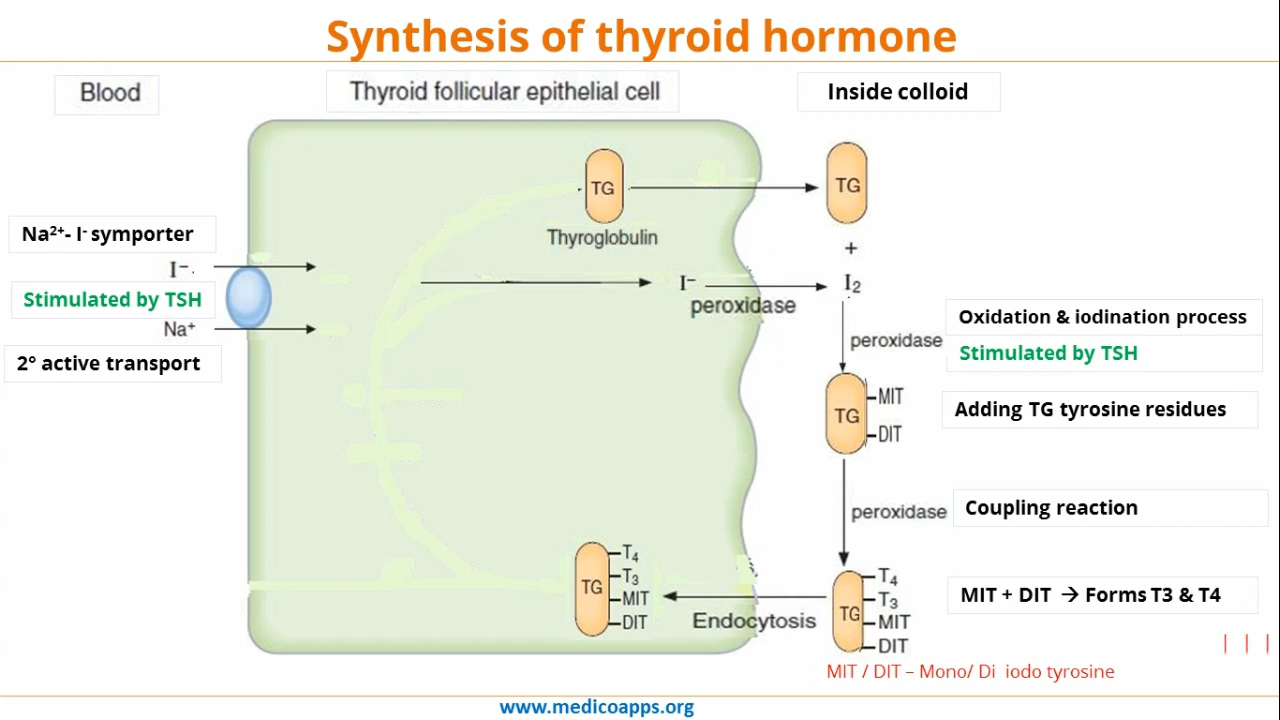 Synthesis of thyroid hormone
Blood
Thyroid follicular epithelial cell
Inside colloid
TG
TG
Thyroglobulin
+
Na²⁺- I⁻ symporter
I⁻
Stimulated by TSH
Na⁺
2° active transport
I⁻
peroxidase
I₂
peroxidase
Oxidation & iodination process
Stimulated by TSH
TG
MIT
DIT
Adding TG tyrosine residues
peroxidase
Coupling reaction
TG
T₄
T₃
MIT
DIT
Endocytosis
TG
T₄
T₃
MIT
DIT
MIT + DIT → Forms T3 & T4
MIT / DIT – Mono/ Di iodo tyrosine
www.medicoapps.org